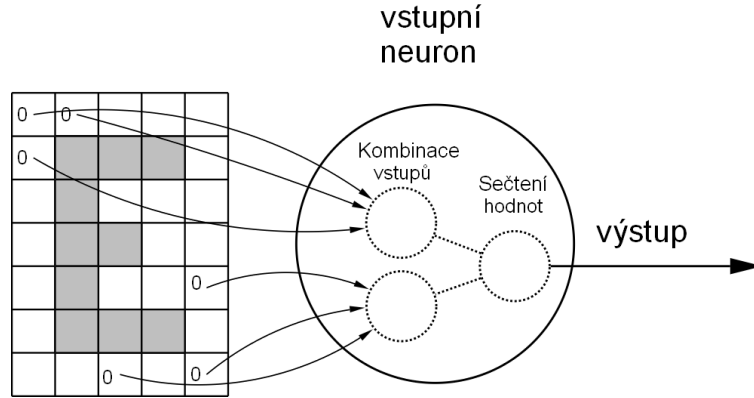 vstupní
neuron
0 0
0
Kombinace
vstupů
Sečtení
hodnot
výstup
0
0
0